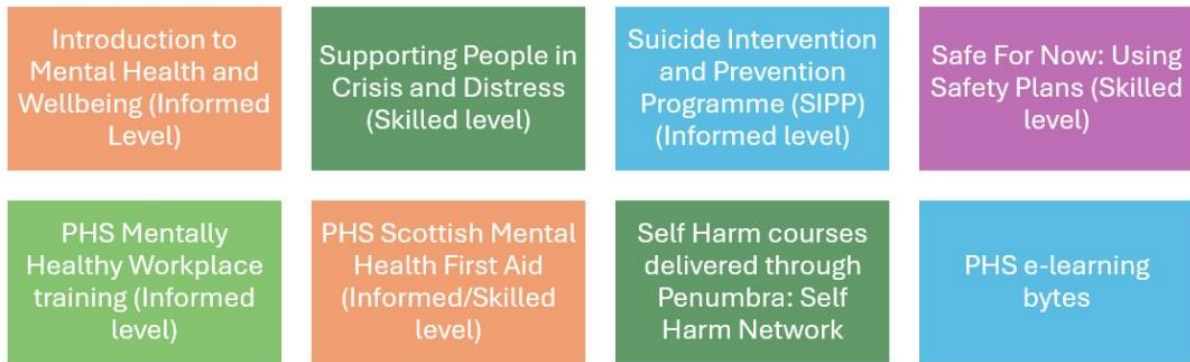 Introduction to
Mental Health and
Wellbeing (Informed
Level)
Supporting People in
Crisis and Distress
(Skilled level)
Suicide Intervention
and Prevention
Programme (SIPP)
(Informed level)
Safe For Now: Using
Safety Plans (Skilled
level)
PHS Mentally
Healthy Workplace
training (Informed
level)
PHS Scottish Mental
Health First Aid
(Informed/Skilled
level)
Self Harm courses
delivered through
Penumbra: Self
Harm Network
PHS e-learning
bytes